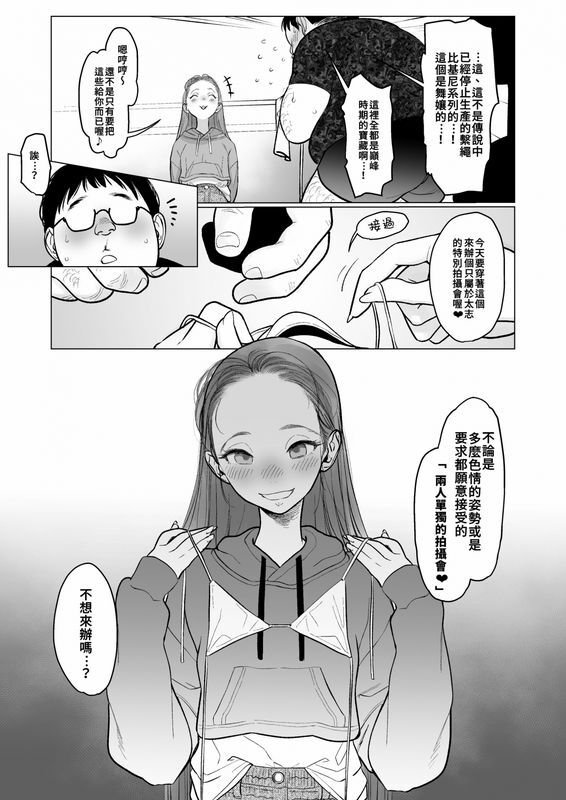 …這、這不是傳說中
已經停止生產的繫繩
比基尼系列的…！
這個是舞孃的…！
這裡全都是巔峰
時期的寶藏啊…！
嗯哼哼～
還不是只有要把
這些給你而已喔♪
誒…？
今天要穿著這個
來辦個只屬於太志
的特別拍攝會喔❤
接過
不論是
多麼色情的姿勢或是
要求都願意接受的
「兩人單獨的拍攝會❤」
不想來辦嗎…？